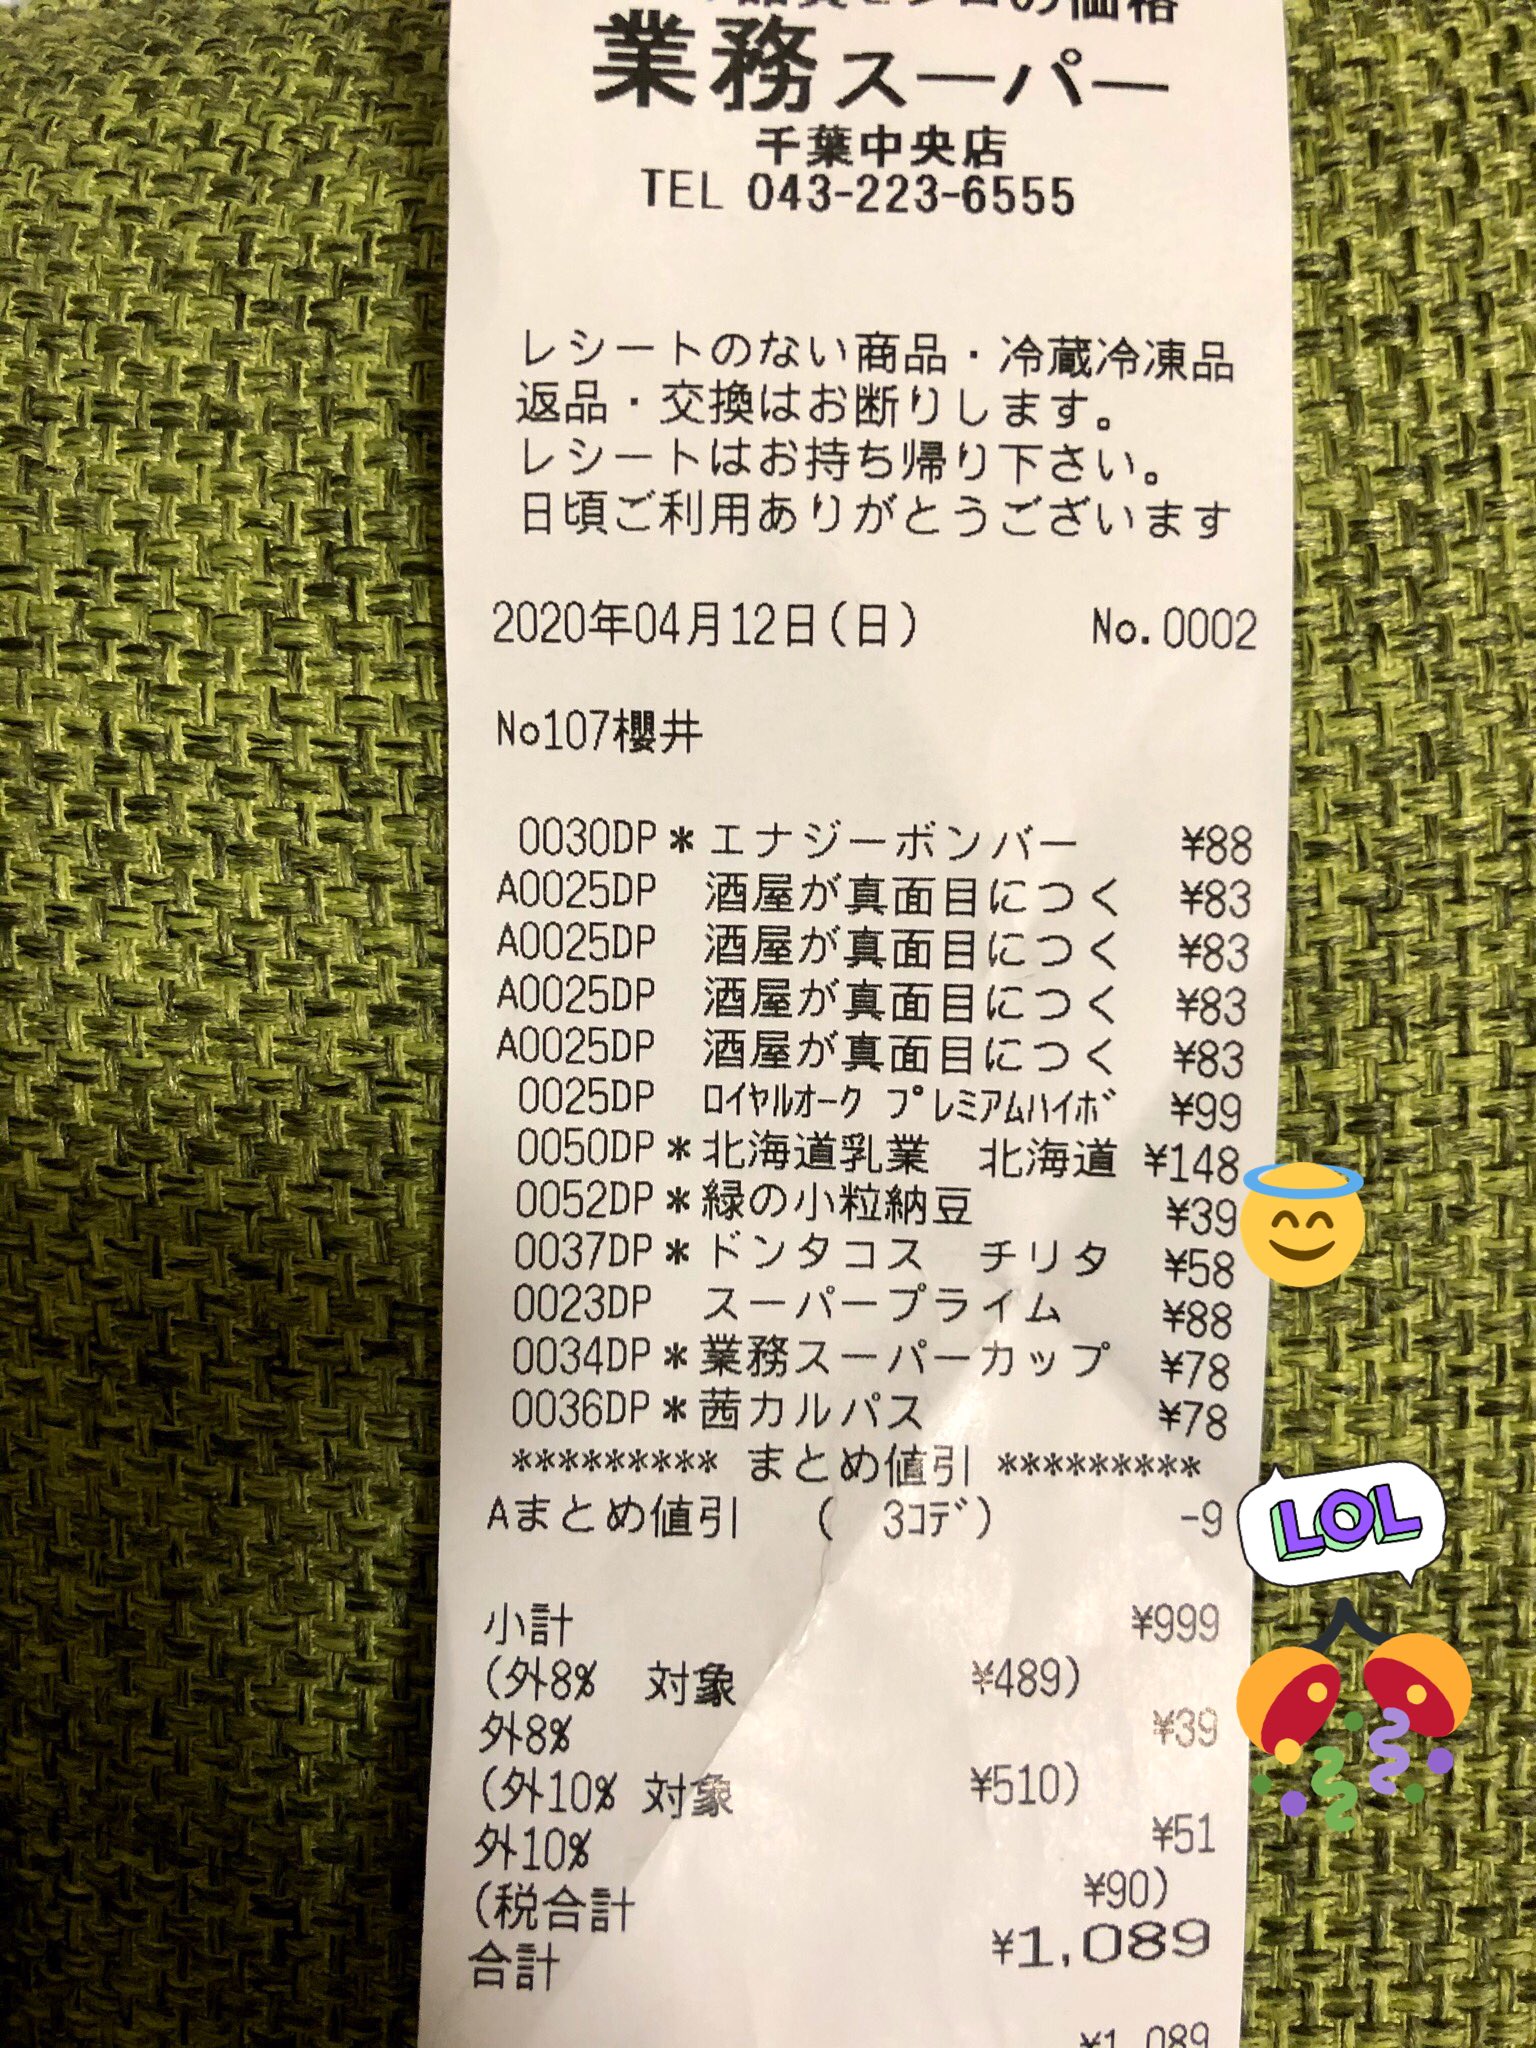 の価格
業務スーパー
千葉中央店
TEL 043-223-6555
レシートのない商品・冷蔵冷凍品
返品・交換はお断りします。
レシートはお持ち帰り下さい。
日頃ご利用ありがとうございます
2020年04月12日(日) No.0002
No107櫻井
0030DP*エナジーボンバー ¥88
A0025DP 酒屋が真面目につく ¥83
A0025DP 酒屋が真面目につく ¥83
A0025DP 酒屋が真面目につく ¥83
A0025DP 酒屋が真面目につく ¥83
0025DP ﾛｲﾔﾙｵｰｸ ﾌﾟﾚﾐｱﾑﾊｲﾎﾞ ¥99
0050DP*北海道乳業 北海道 ¥148
0052DP*緑の小粒納豆 ¥39
0037DP*ドンタコス チリタ ¥58
0023DP スーパープライム ¥88
0034DP*業務スーパーカップ ¥78
0036DP*茜カルパス ¥78
********* まとめ値引 *********
Aまとめ値引 ( 3ｺﾃﾞ) -9
LOL
小計 ¥999
(外8% 対象 ¥489)
外8% ¥39
(外10% 対象 ¥510)
外10% ¥51
(税合計 ¥90)
合計 ¥1,089
¥1,089